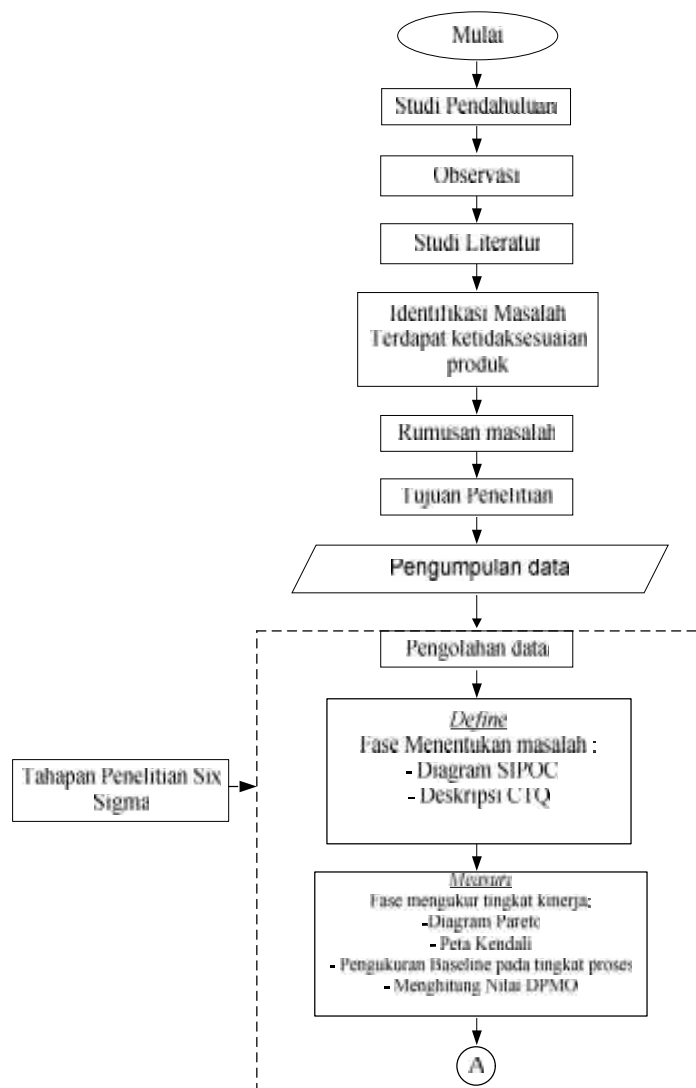 Mulai
Studi Pendahuluan
Observasi
Studi Literatur
Identifikasi Masalah
Terdapat ketidaksesuaian
produk
Rumusan masalah
Tujuan Penelitian
Pengumpulan data
Pengolahan data
Tahapan Penelitian Six
Sigma
Define
Fase Menentukan masalah :
- Diagram SIPOC
- Deskripsi CTQ
Measure
Fase mengukur tingkat kinerja:
-Diagram Pareto
- Peta Kendali
- Pengukuran Baseline pada tingkat proses
- Menghitung Nilai DPMO
A